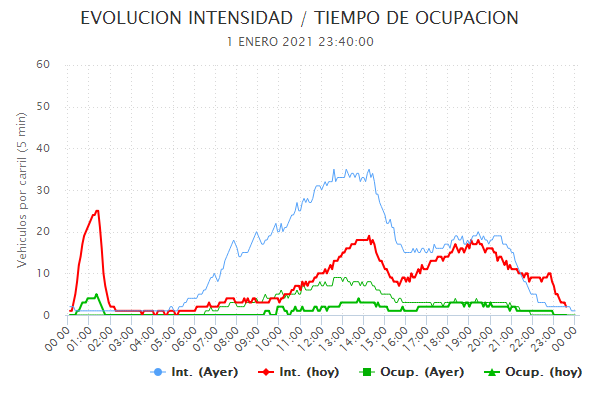 EVOLUCION INTENSIDAD / TIEMPO DE OCUPACION
1 ENERO 2021 23:40:00
Vehiculos por carril (5 min)
60
50
40
30
20
10
0
00:00 01:00 02:00 03:00 04:00 05:00 06:00 07:00 08:00 09:00 10:00 11:00 12:00 13:00 14:00 15:00 16:00 17:00 18:00 19:00 20:00 21:00 22:00 23:00 00:00
Int. (Ayer) Int. (hoy) Ocup. (Ayer) Ocup. (hoy)